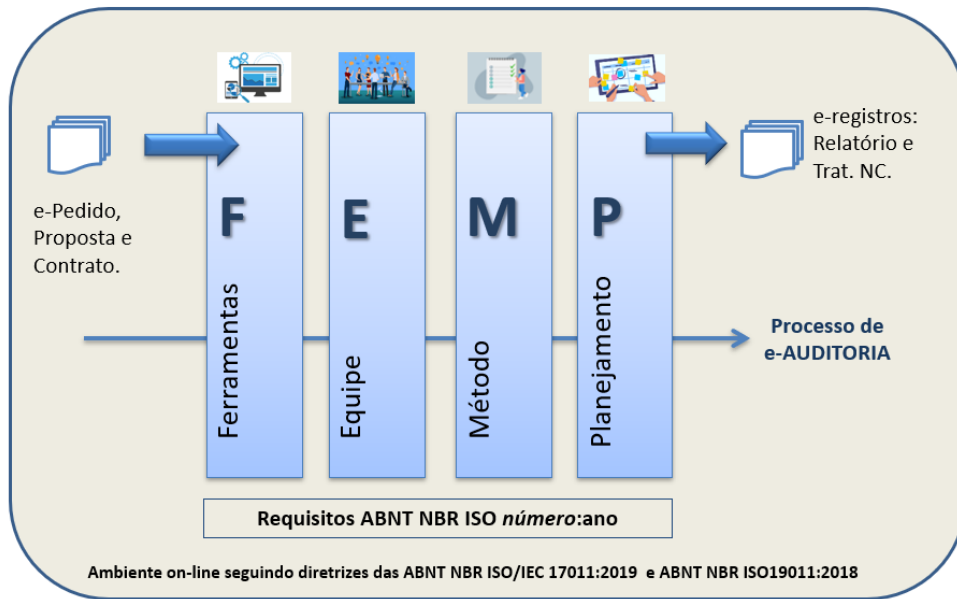 e-Pedido,
Proposta e
Contrato.
F
Ferramentas
E
Equipe
M
Método
P
Planejamento
e-registros:
Relatório e
Trat. NC.
Processo de
e-AUDITORIA
Requisitos ABNT NBR ISO número:ano
Ambiente on-line seguindo diretrizes das ABNT NBR ISO/IEC 17011:2019 e ABNT NBR ISO19011:2018